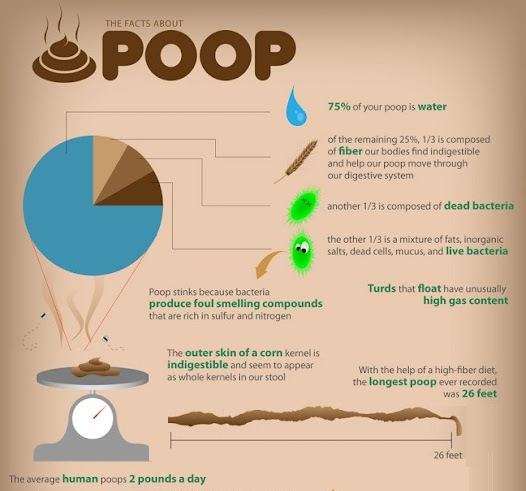 THE FACTS ABOUT
POOP
75% of your poop is water
of the remaining 25%, 1/3 is composed
of fiber our bodies find indigestible
and help our poop move through
our digestive system
another 1/3 is composed of dead bacteria
the other 1/3 is a mixture of fats, inorganic
salts, dead cells, mucus, and live bacteria
Poop stinks because bacteria
produce foul smelling compounds
that are rich in sulfur and nitrogen
Turds that float have unusually
high gas content
The outer skin of a corn kernel is
indigestible and seem to appear
as whole kernels in our stool
With the help of a high-fiber diet,
the longest poop ever recorded
was 26 feet
26 feet
The average human poops 2 pounds a day